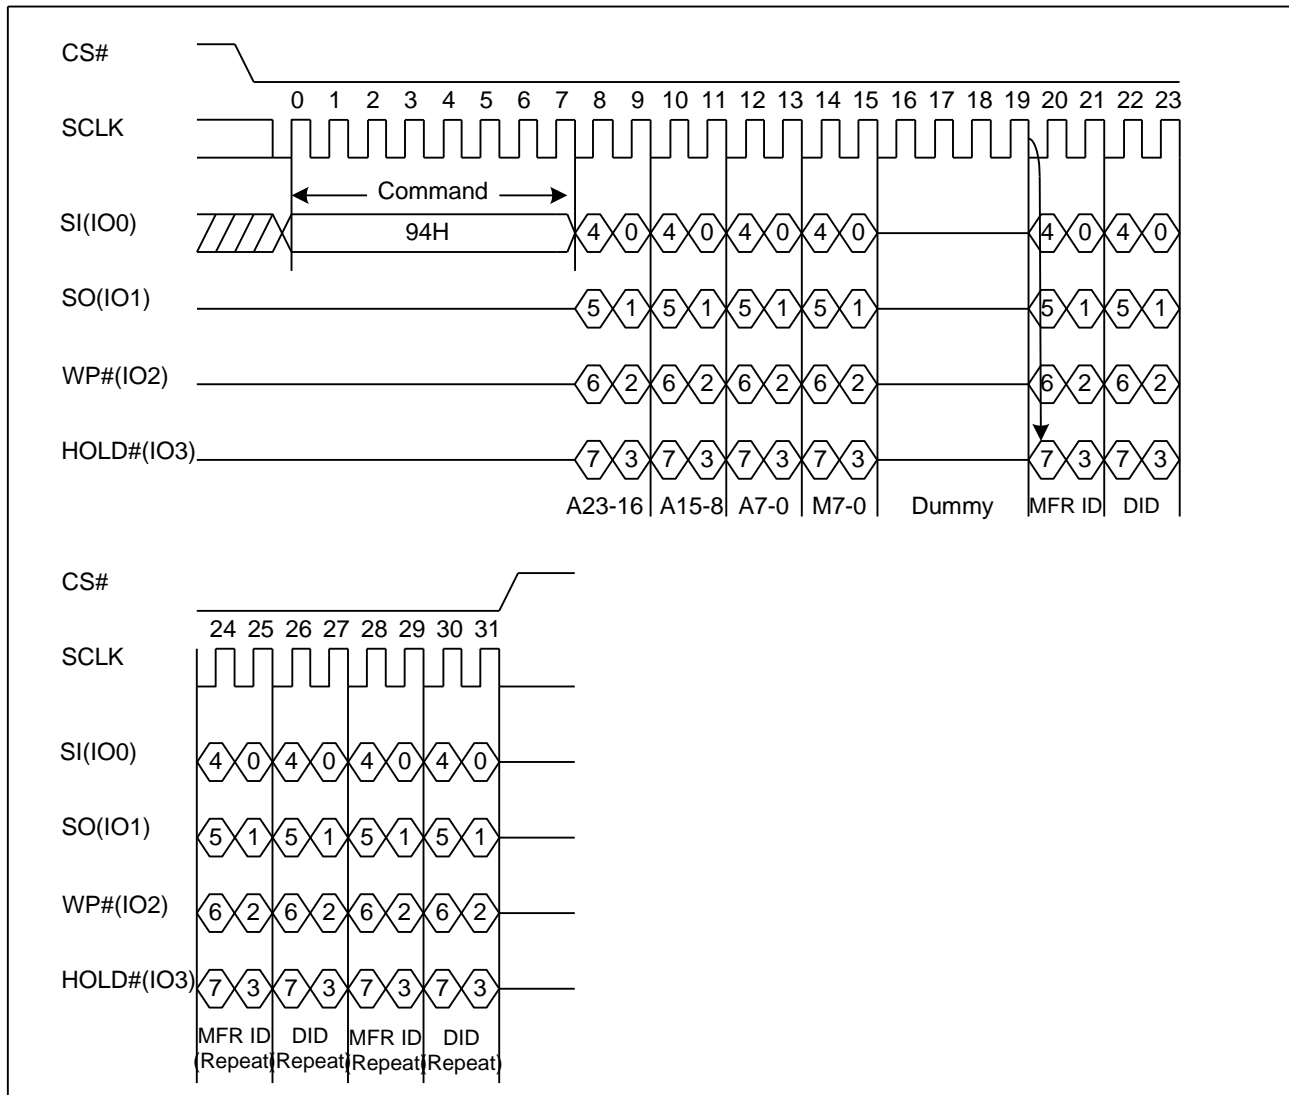 CS#
0 1 2 3 4 5 6 7 8 9 10 11 12 13 14 15 16 17 18 19 20 21 22 23
SCLK
Command
SI(IO0)
94H 4 0 4 0 4 0 4 0 4 0 4 0
SO(IO1)
5 1 5 1 5 1 5 1 5 1 5 1
WP#(IO2)
6 2 6 2 6 2 6 2 6 2 6 2
HOLD#(IO3)
7 3 7 3 7 3 7 3 7 3 7 3
A23-16 A15-8 A7-0 M7-0 Dummy MFR ID DID
CS#
24 25 26 27 28 29 30 31
SCLK
SI(IO0)
4 0 4 0 4 0 4 0
SO(IO1)
5 1 5 1 5 1 5 1
WP#(IO2)
6 2 6 2 6 2 6 2
HOLD#(IO3)
7 3 7 3 7 3 7 3
MFR ID DID MFR ID DID
(Repeat) (Repeat) (Repeat) (Repeat)